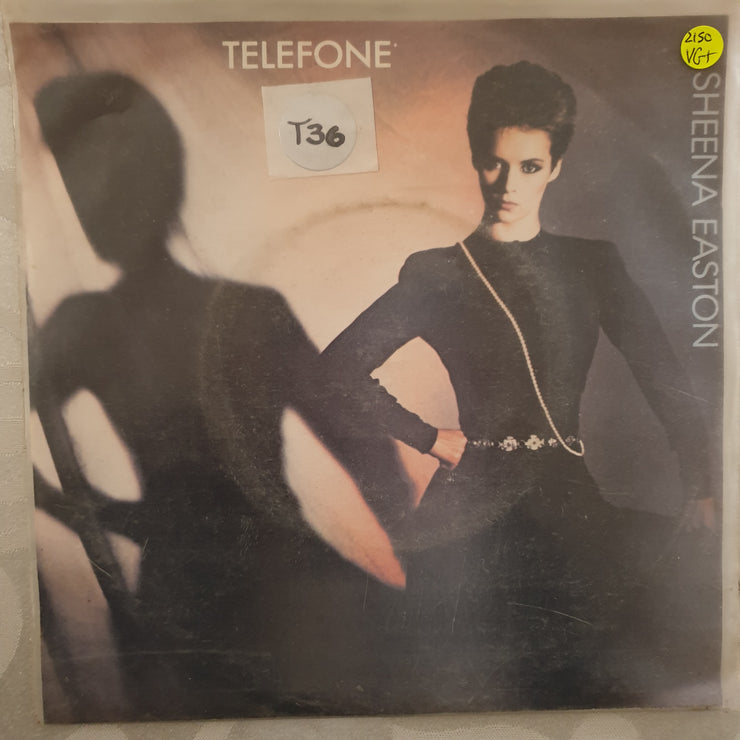 TELEFONE
2150
VG+
T36
SHEENA EASTON